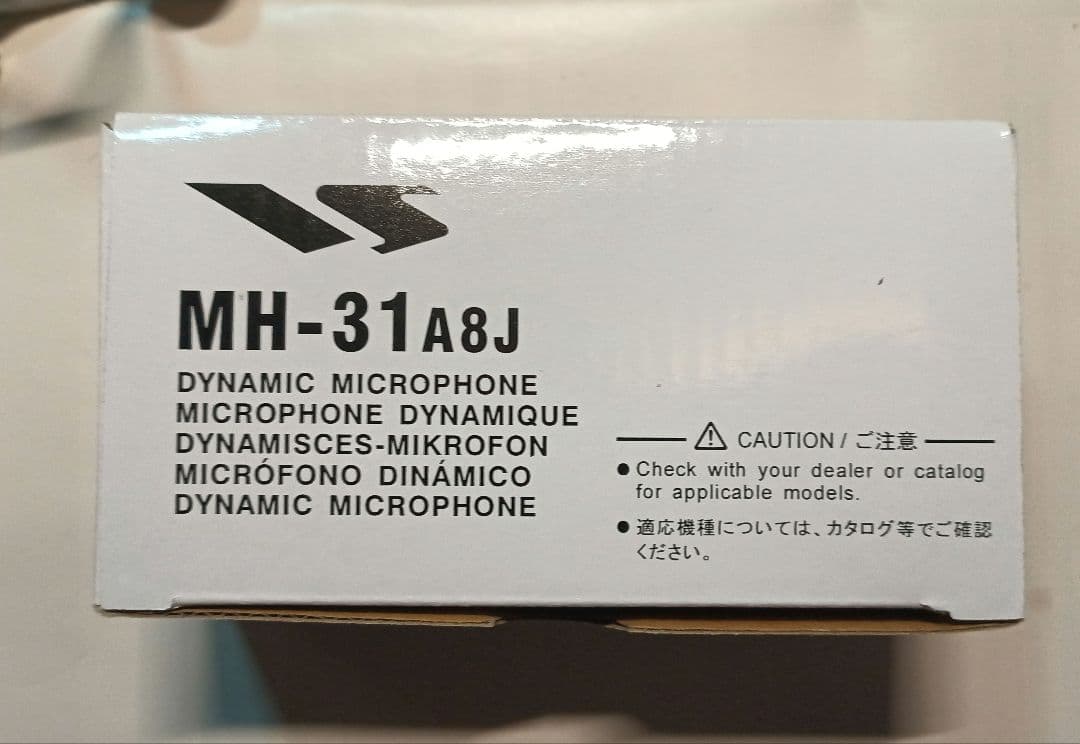 MH-31A8J
DYNAMIC MICROPHONE
MICROPHONE DYNAMIQUE
DYNAMISCES-MIKROFON
MICRÓFONO DINÁMICO
DYNAMIC MICROPHONE
CAUTION / ご注意
● Check with your dealer or catalog
for applicable models.
● 適応機種については、カタログ等でご確認
ください。